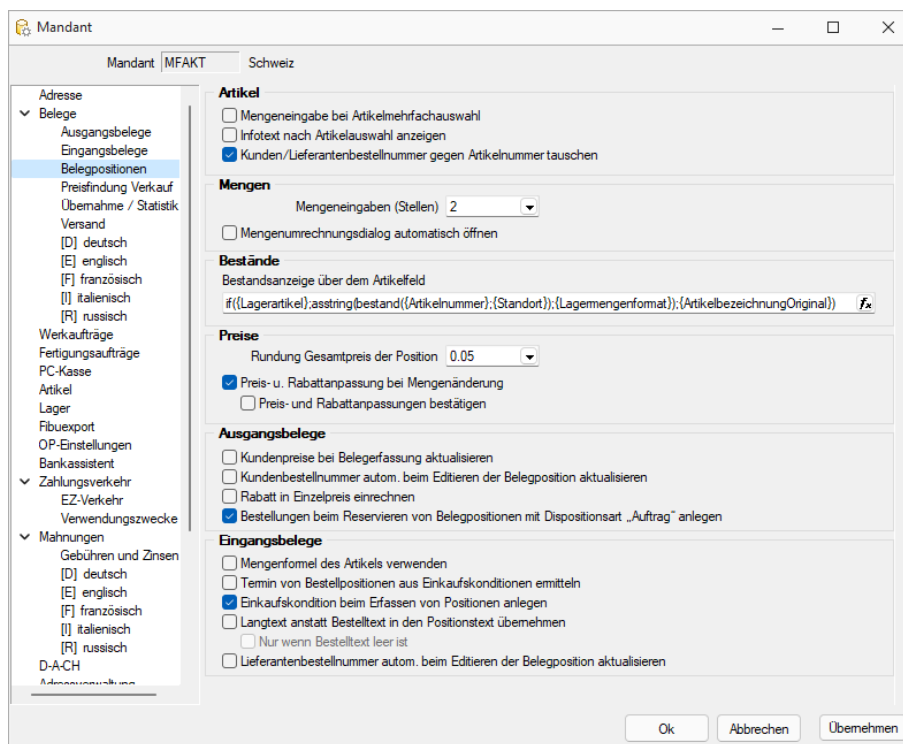 Mandant
Mandant MFAKT Schweiz
Adresse
Belege
Ausgangsbelege
Eingangsbelege
Belegpositionen
Preisfindung Verkauf
Übernahme / Statistik
Versand
[D] deutsch
[E] englisch
[F] französisch
[I] italienisch
[R] russisch
Werkaufträge
Fertigungsaufträge
PC-Kasse
Artikel
Lager
Fibuexport
OP-Einstellungen
Bankassistent
Zahlungsverkehr
EZ-Verkehr
Verwendungszwecke
Mahnungen
Gebühren und Zinsen
[D] deutsch
[E] englisch
[F] französisch
[I] italienisch
[R] russisch
D-A-CH
Adressverwaltung
Artikel
Mengeneingabe bei Artikelmehrfachauswahl
Infotext nach Artikelauswahl anzeigen
Kunden/Lieferantenbestellnummer gegen Artikelnummer tauschen
Mengen
Mengeneingaben (Stellen) 2
Mengenumrechnungsdialog automatisch öffnen
Bestände
Bestandsanzeige über dem Artikelfeld
if({Lagerartikel};asstring(bestand({Artikelnummer};{Standort});{Lagermengenformat});{ArtikelbezeichnungOriginal}) fx
Preise
Rundung Gesamtpreis der Position 0.05
Preis- u. Rabattanpassung bei Mengenänderung
Preis- und Rabattanpassungen bestätigen
Ausgangsbelege
Kundenpreise bei Belegerfassung aktualisieren
Kundenbestellnummer autom. beim Editieren der Belegposition aktualisieren
Rabatt in Einzelpreis einrechnen
Bestellungen beim Reservieren von Belegpositionen mit Dispositionsart „Auftrag" anlegen
Eingangsbelege
Mengenformel des Artikels verwenden
Termin von Bestellpositionen aus Einkaufskonditionen ermitteln
Einkaufskondition beim Erfassen von Positionen anlegen
Langtext anstatt Bestelltext in den Positionstext übernehmen
Nur wenn Bestelltext leer ist
Lieferantenbestellnummer autom. beim Editieren der Belegposition aktualisieren
Ok Abbrechen Übernehmen